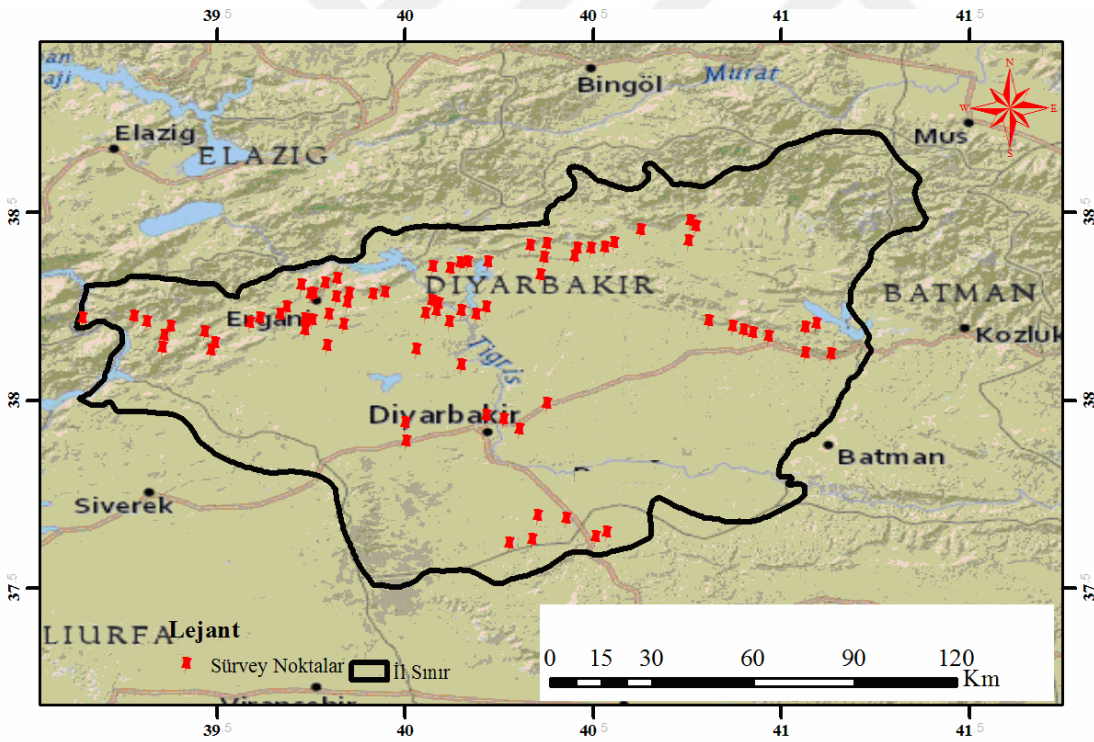 39.5 40 40.5 41 41.5
Bingöl
Murat
Elazig
ELAZIG
Mus
N
W E
S
38.5 38.5
DIYARBAKIR
BATMAN
Ergani
Kozluk
Tigris
38 38
Diyarbakir
Batman
Siverek
37.5 37.5
LIURFA
Lejant
Sürvey Noktalar
İl Sınır
0 15 30 60 90 120
Km
39.5 40 40.5 41 41.5